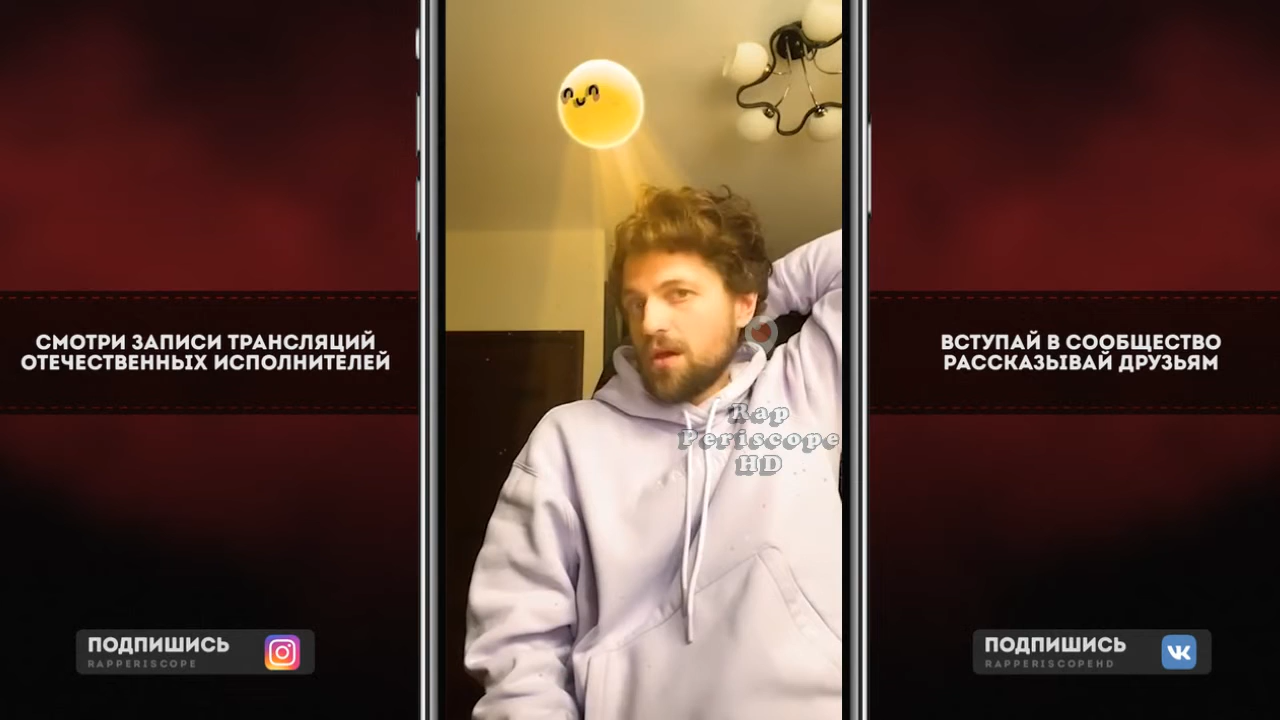 СМОТРИ ЗАПИСИ ТРАНСЛЯЦИЙ
ОТЕЧЕСТВЕННЫХ ИСПОЛНИТЕЛЕЙ
ВСТУПАЙ В СООБЩЕСТВО
РАССКАЗЫВАЙ ДРУЗЬЯМ
Rap
Periscope
HD
ПОДПИШИСЬ
RAPPERISCOPE
ПОДПИШИСЬ
RAPPERISCOPEHD